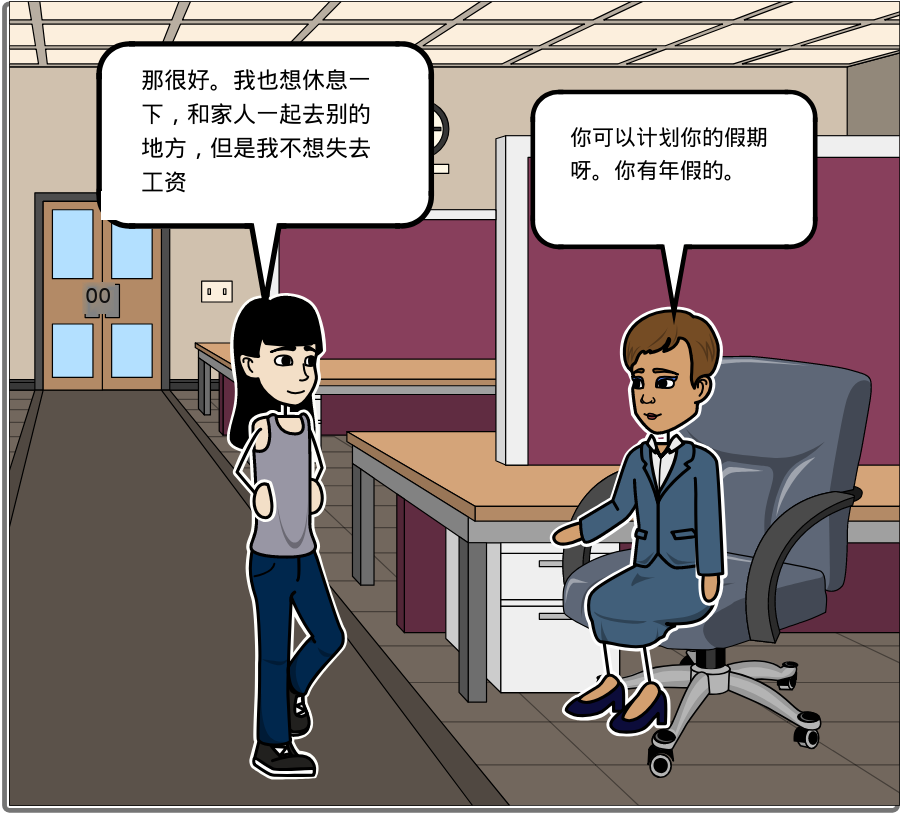 那很好。我也想休息一
下，和家人一起去别的
地方，但是我不想失去
工资
你可以计划你的假期
呀。你有年假的。
00